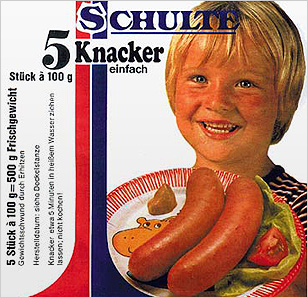 SCHULTE
5 Knacker
Stück à 100 g
einfach
5 Stück à 100 g = 500 g Frischgewicht
Gewichtsschwund durch Erhitzen
Herstelldatum: siehe Deckelstanze
Knacker etwa 5 Minuten in heißem Wasser ziehen
lassen; nicht kochen!